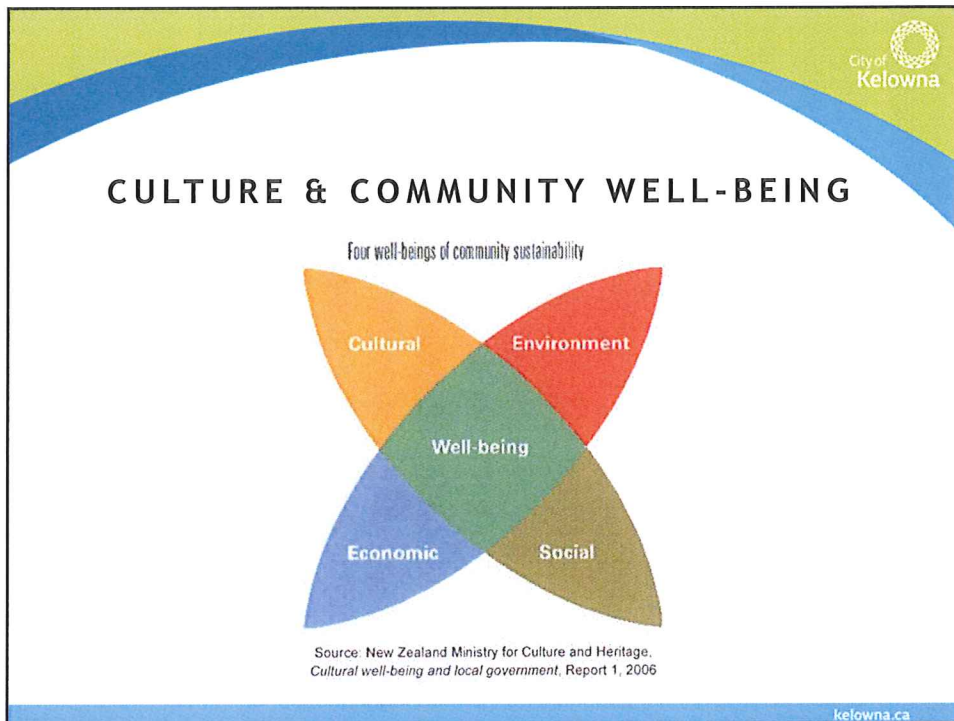 City of
Kelowna
CULTURE & COMMUNITY WELL-BEING
Four well-beings of community sustainability
Cultural
Environment
Well-being
Economic
Social
Source: New Zealand Ministry for Culture and Heritage,
Cultural well-being and local government, Report 1, 2006
kelowna.ca